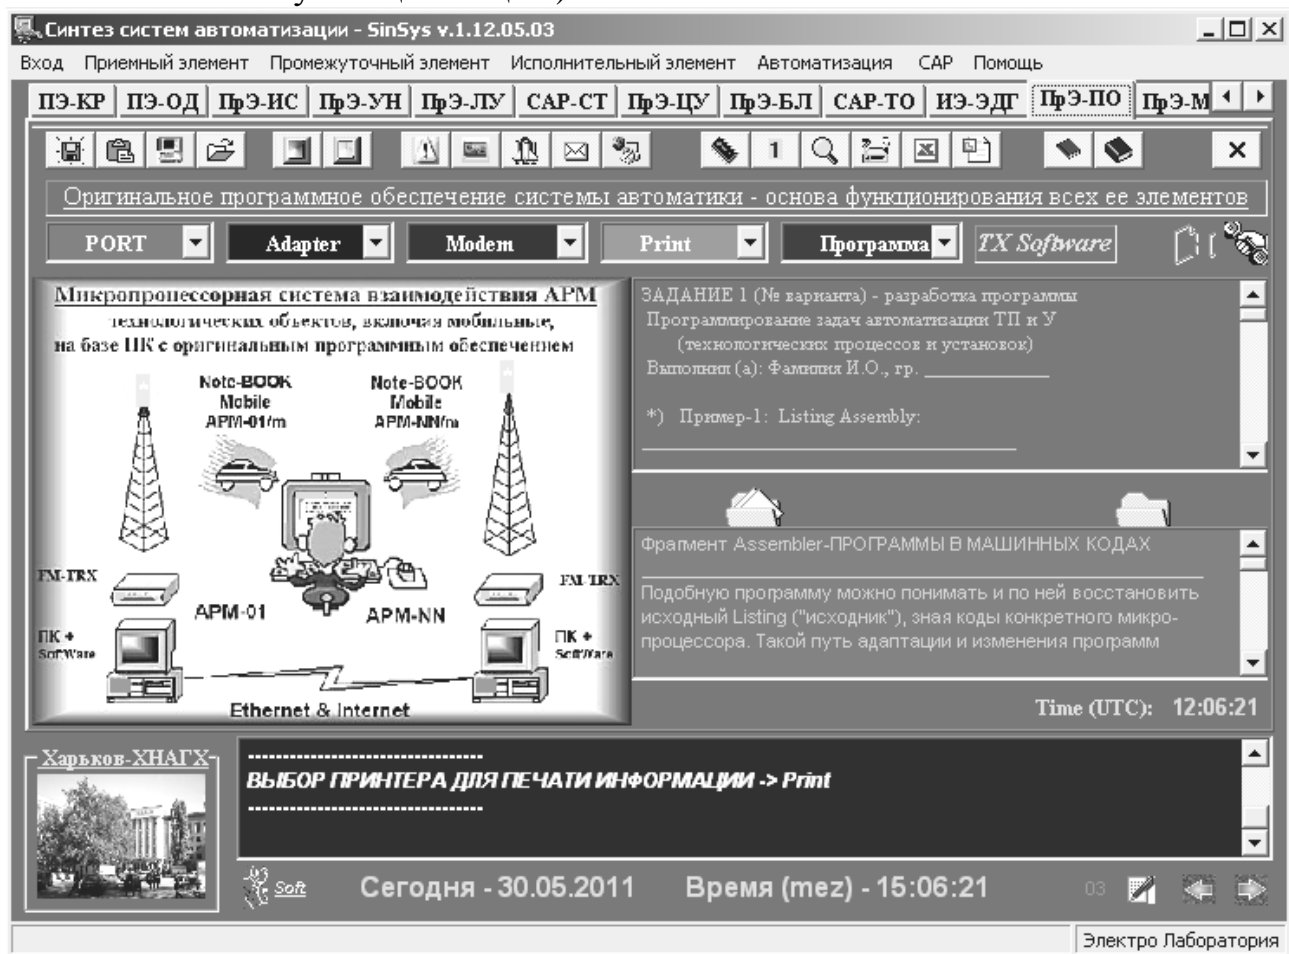 Синтез систем автоматизации - SinSys v.1.12.05.03
Вход Приемный элемент Промежуточный элемент Исполнительный элемент Автоматизация САР Помощь
ПЭ-КР ПЭ-ОД ПрЭ-ИС ПрЭ-УН ПрЭ-ЛУ САР-СТ ПрЭ-ЦУ ПрЭ-БЛ САР-ТО ИЭ-ЭДГ ПрЭ-ПО ПрЭ-М
1
Оригинальное программное обеспечение системы автоматики - основа функционирования всех ее элементов
PORT Adapter Modem Print Программа TX Software
Микропроцессорная система взаимодействия АРМ
технологических объектов, включая мобильные,
на базе ПК с оригинальным программным обеспечением
Note-BOOK
Mobile
АРМ-01/m
Note-BOOK
Mobile
АРМ-NN/m
FM-TRX
FM-TRX
АРМ-01
АРМ-NN
ПК +
SoftWare
ПК +
SoftWare
Ethernet & Internet
ЗАДАНИЕ 1 (№ варианта) - разработка программы
Программирование задач автоматизации ТП и У
(технологических процессов и установок)
Выполнил (а): Фамилия И.О., гр. ____________
*) Пример-1: Listing Assembly:
Фрагмент Assembler-ПРОГРАММЫ В МАШИННЫХ КОДАХ
Подобную программу можно понимать и по ней восстановить
исходный Listing ("исходник"), зная коды конкретного микро-
процессора. Такой путь адаптации и изменения программ
Time (UTC): 12:06:21
Харьков-ХНАГХ
----------------------------------
ВЫБОР ПРИНТЕРА ДЛЯ ПЕЧАТИ ИНФОРМАЦИИ -> Print
----------------------------------
Soft
Сегодня - 30.05.2011 Время (mez) - 15:06:21
03
Электро Лаборатория